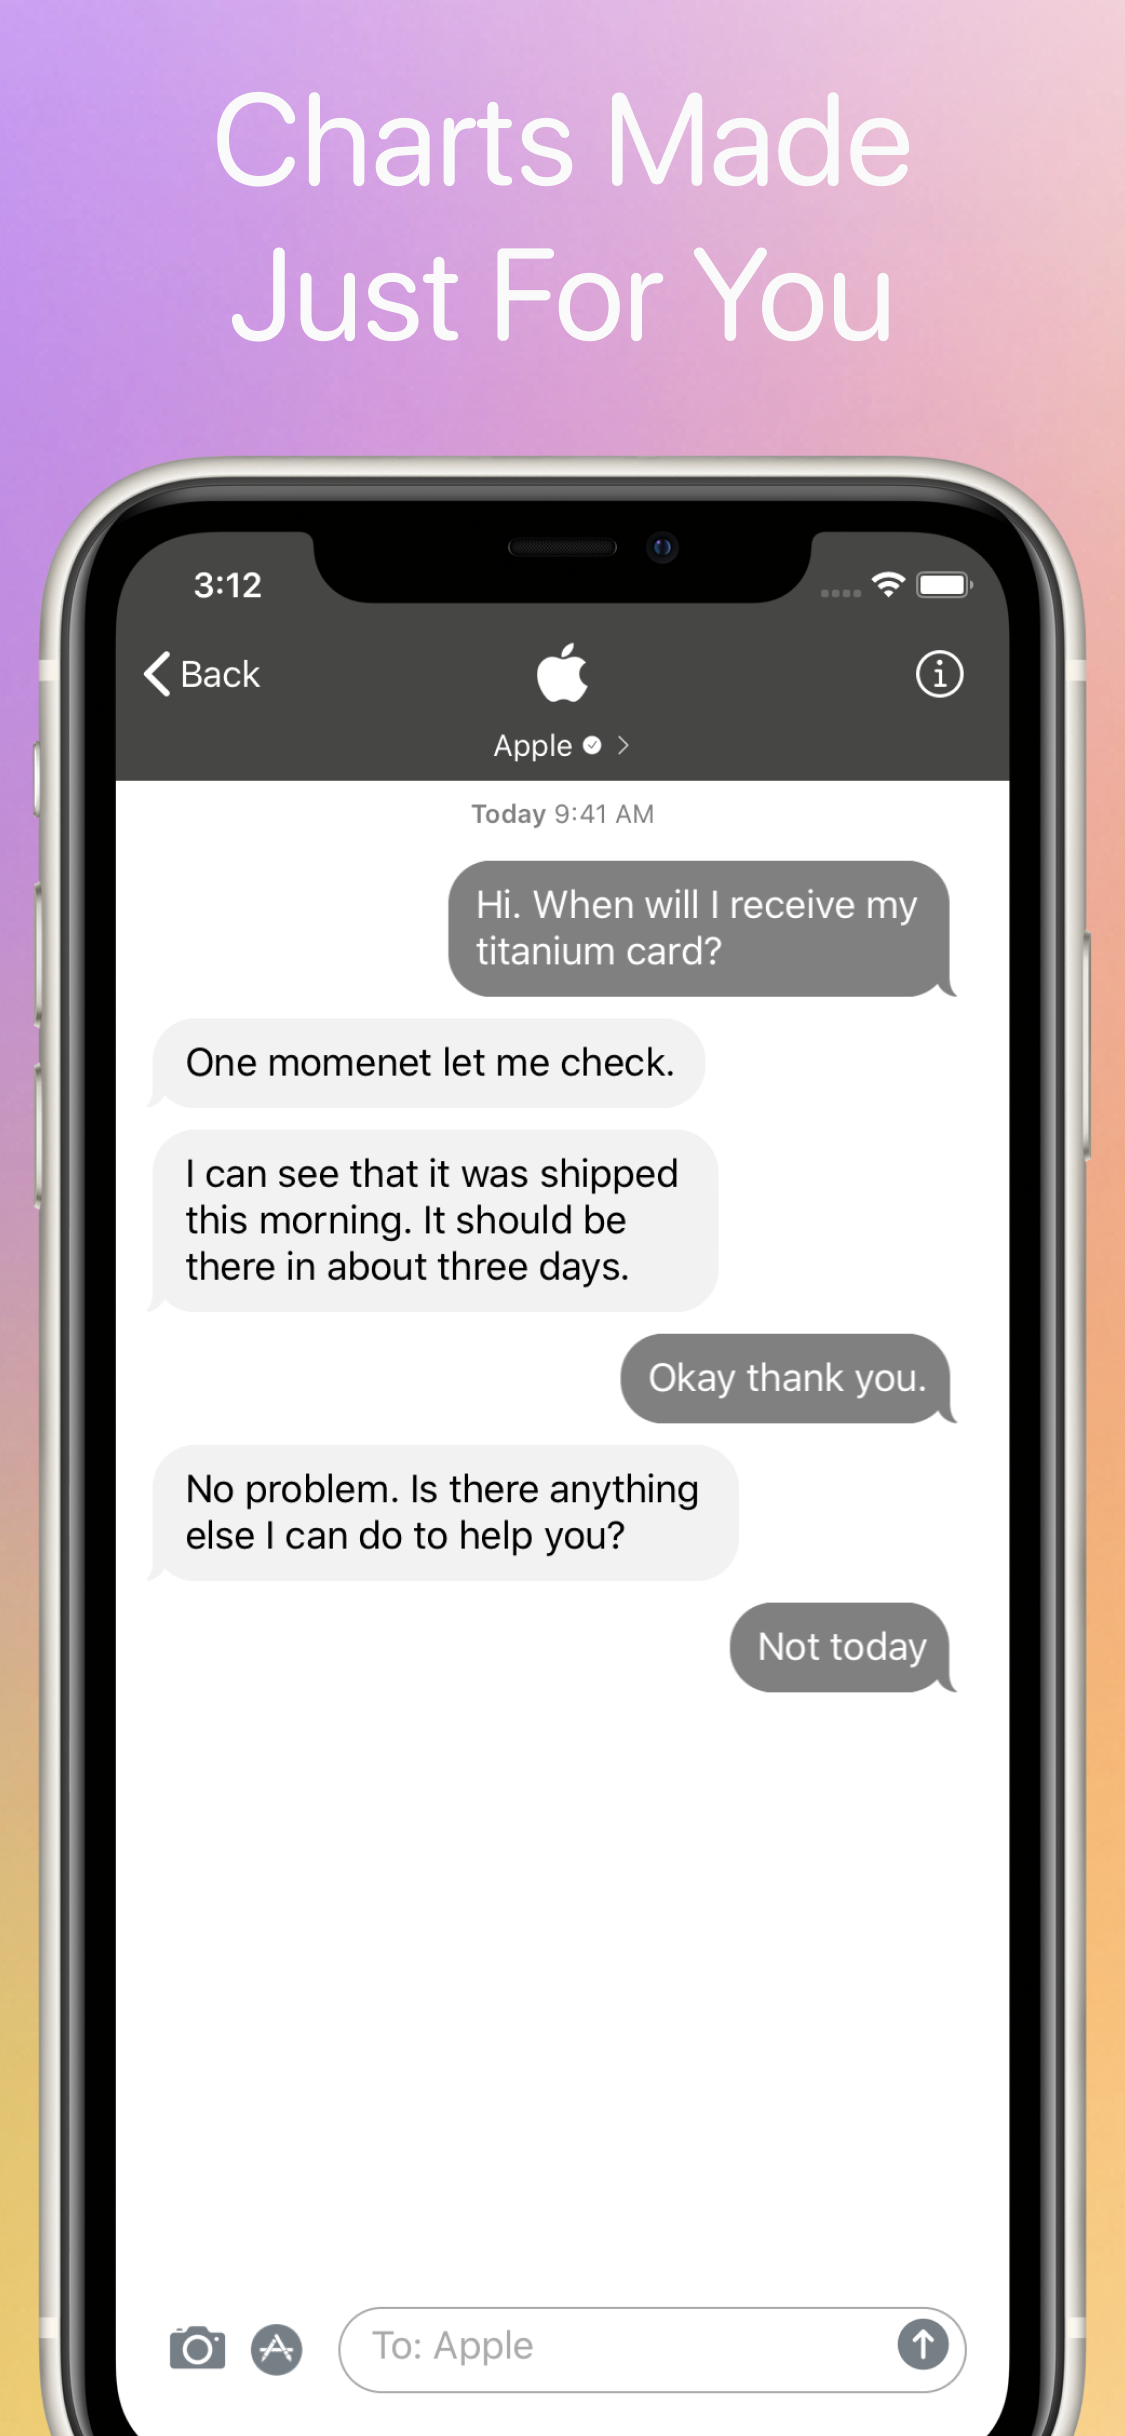 Charts Made
Just For You
3:12
Back
Apple
Today 9:41 AM
Hi. When will I receive my
titanium card?
One momenet let me check.
I can see that it was shipped
this morning. It should be
there in about three days.
Okay thank you.
No problem. Is there anything
else I can do to help you?
Not today
To: Apple